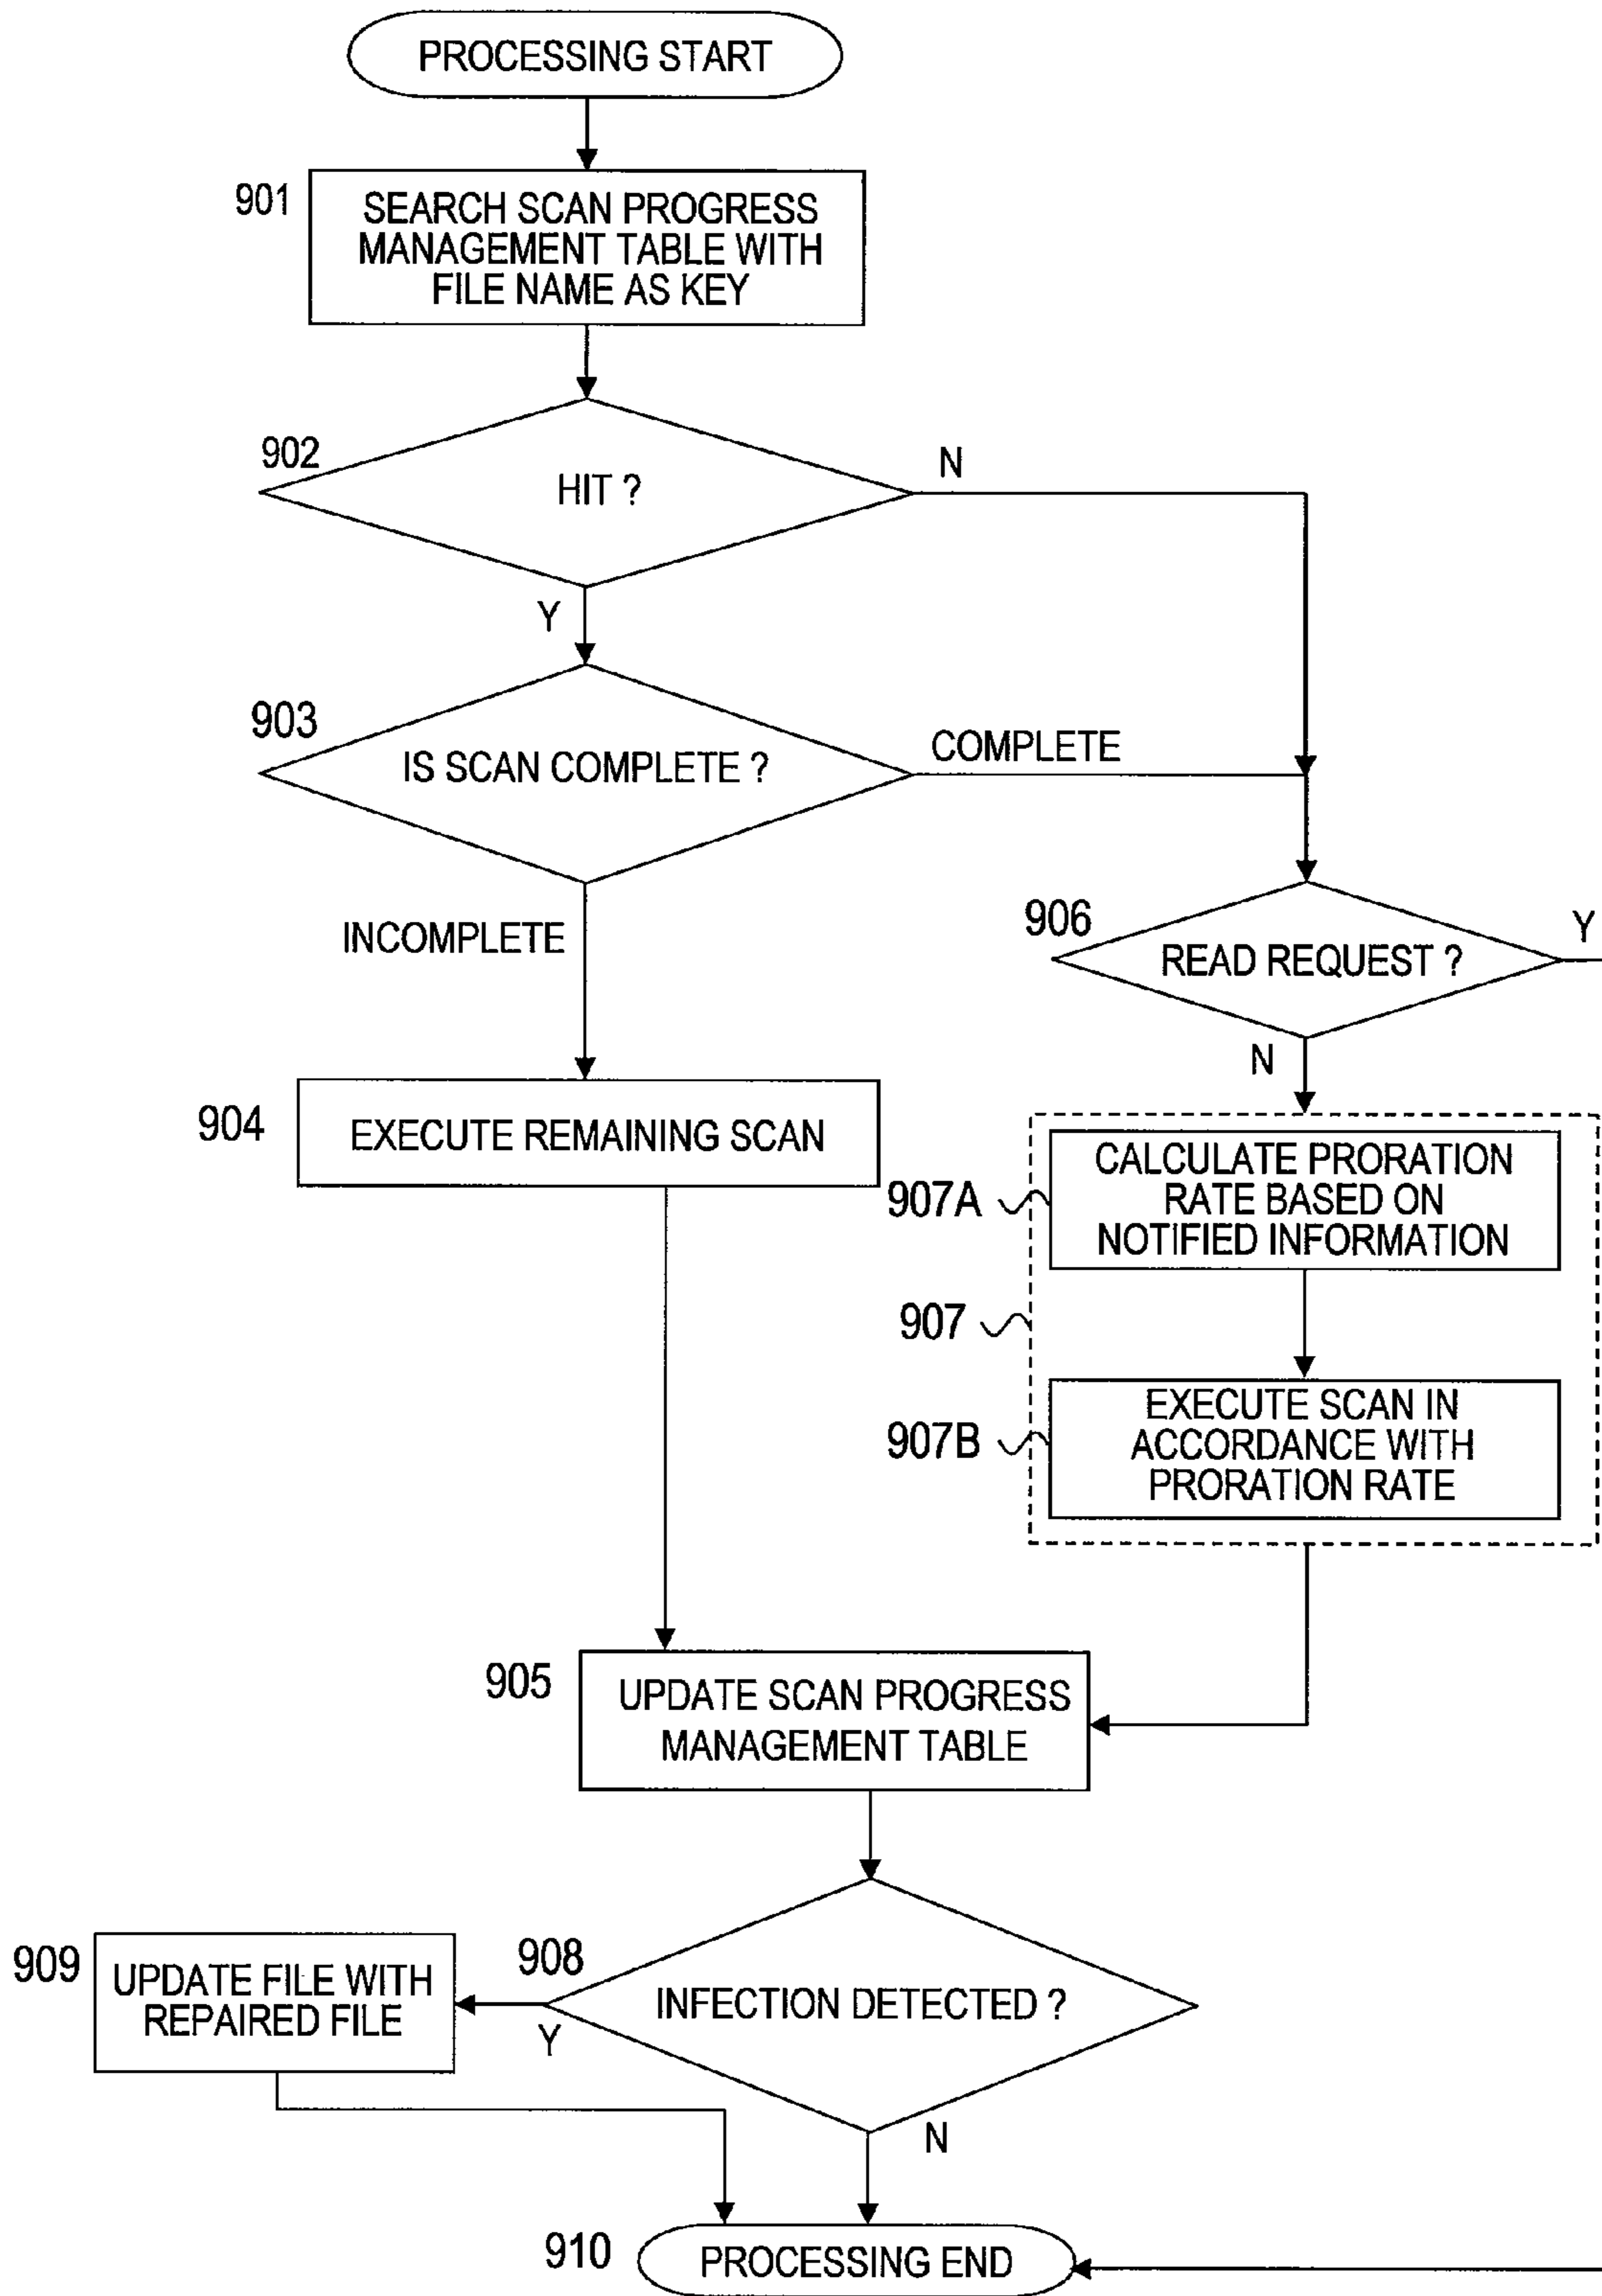 PROCESSING START
901
SEARCH SCAN PROGRESS
MANAGEMENT TABLE WITH
FILE NAME AS KEY
902
HIT ?
N
Y
903
IS SCAN COMPLETE ?
COMPLETE
INCOMPLETE
906
READ REQUEST ?
Y
N
904
EXECUTE REMAINING SCAN
907A
CALCULATE PRORATION
RATE BASED ON
NOTIFIED INFORMATION
907
907B
EXECUTE SCAN IN
ACCORDANCE WITH
PRORATION RATE
905
UPDATE SCAN PROGRESS
MANAGEMENT TABLE
908
INFECTION DETECTED ?
Y
N
909
UPDATE FILE WITH
REPAIRED FILE
910
PROCESSING END